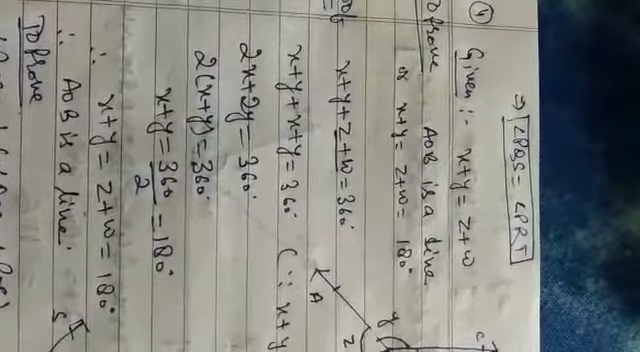 ⇒ ∠PQS = ∠PRT
(4) Given :- x+y = z+w
To Prove AOB is a line
or x+y = z+w = 180°
x+y+z+w = 360°
x+y+x+y = 360° (∵ x+y
2x+2y = 360°
2(x+y) = 360°
x+y = 360/2 = 180°
∴ x+y = z+w = 180°
∴ AOB is a line.
To Prove
A
y
z
S